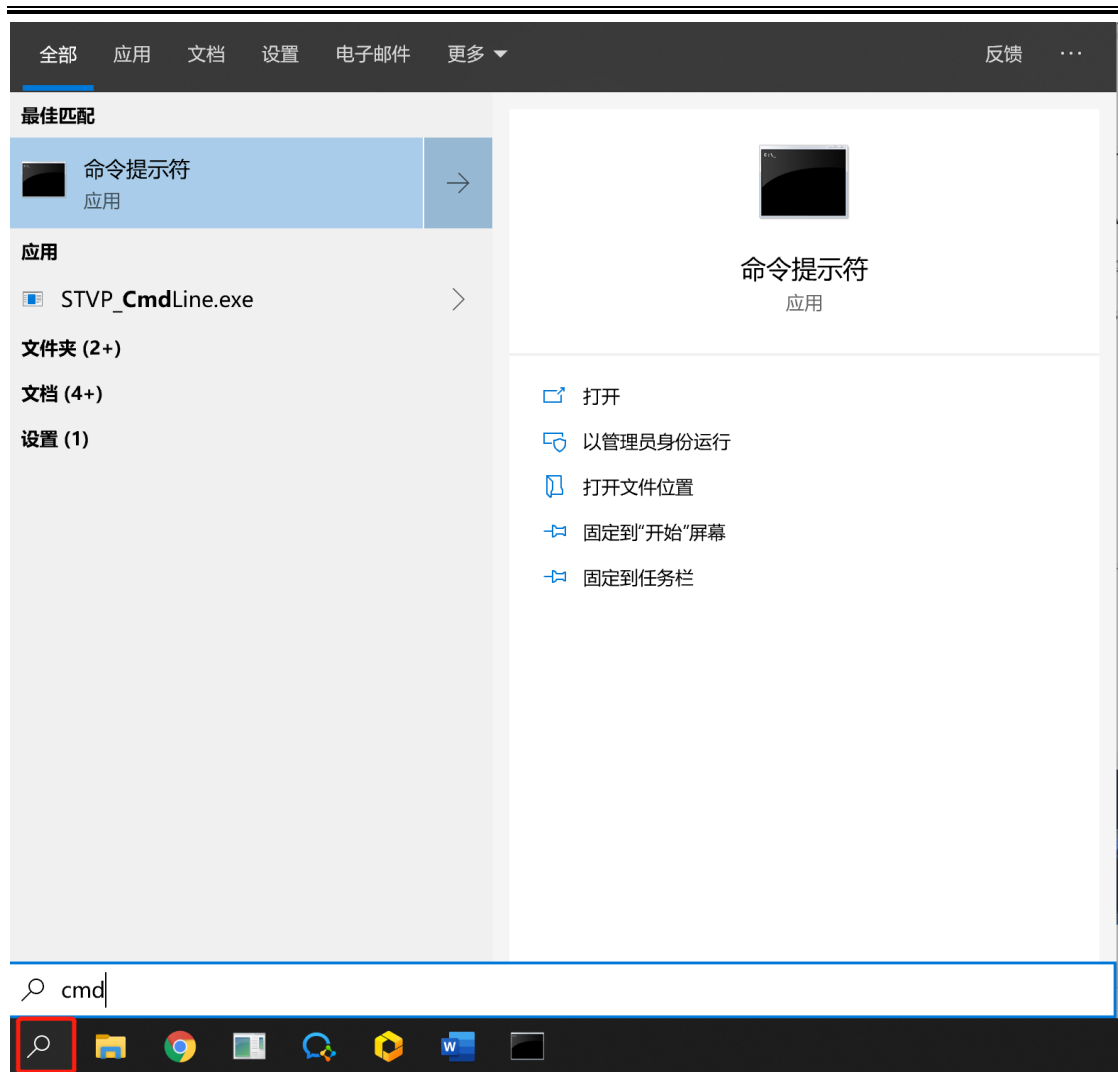 全部 应用 文档 设置 电子邮件 更多 反馈 ···
最佳匹配
命令提示符
应用
应用
STVP_CmdLine.exe
文件夹 (2+)
文档 (4+)
设置 (1)
命令提示符
应用
打开
以管理员身份运行
打开文件位置
固定到“开始”屏幕
固定到任务栏
cmd